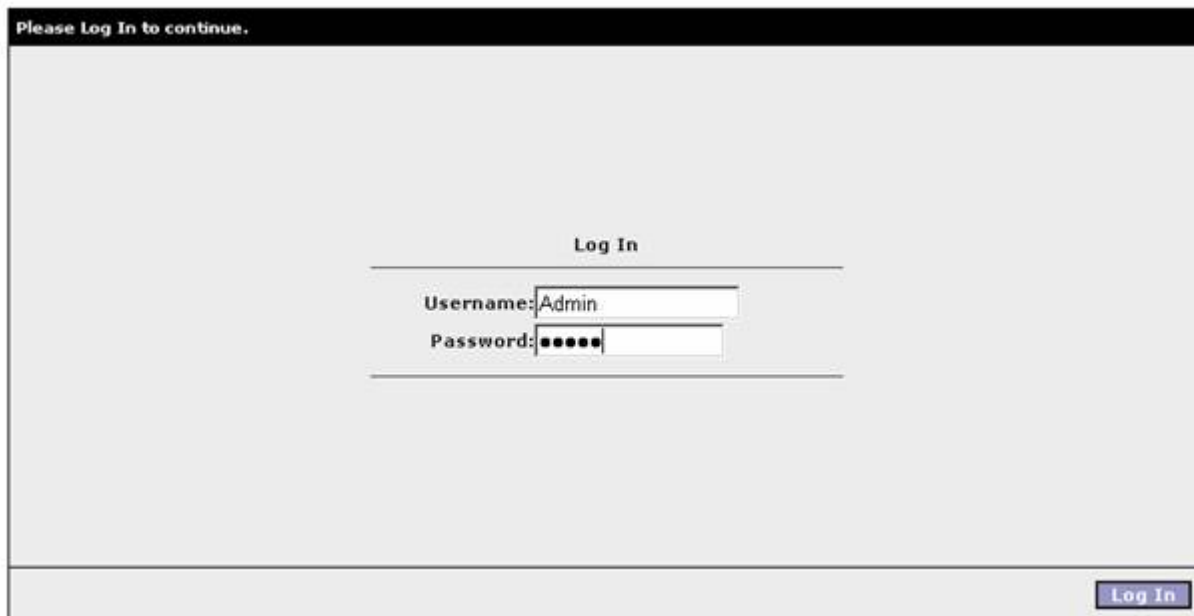 Please Log In to continue.
Log In
Username: Admin
Password: •••••
Log In